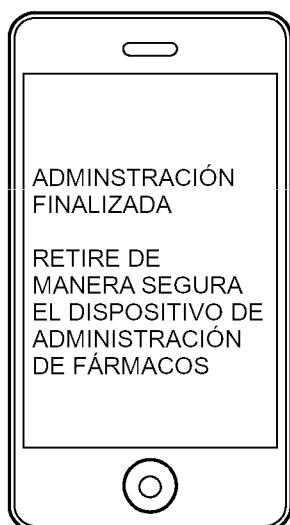 ADMINSTRACIÓN
FINALIZADA
RETIRE DE
MANERA SEGURA
EL DISPOSITIVO DE
ADMINISTRACIÓN
DE FÁRMACOS